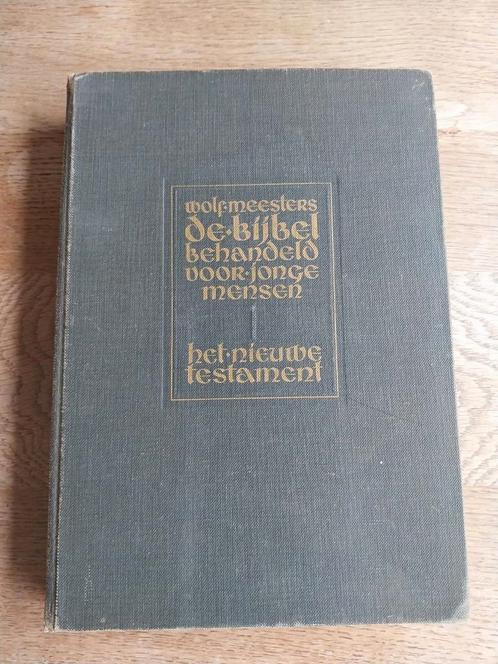 wolf·meesters
de·bijbel
behandeld
voor·jonge
mensen
het·nieuwe
testament